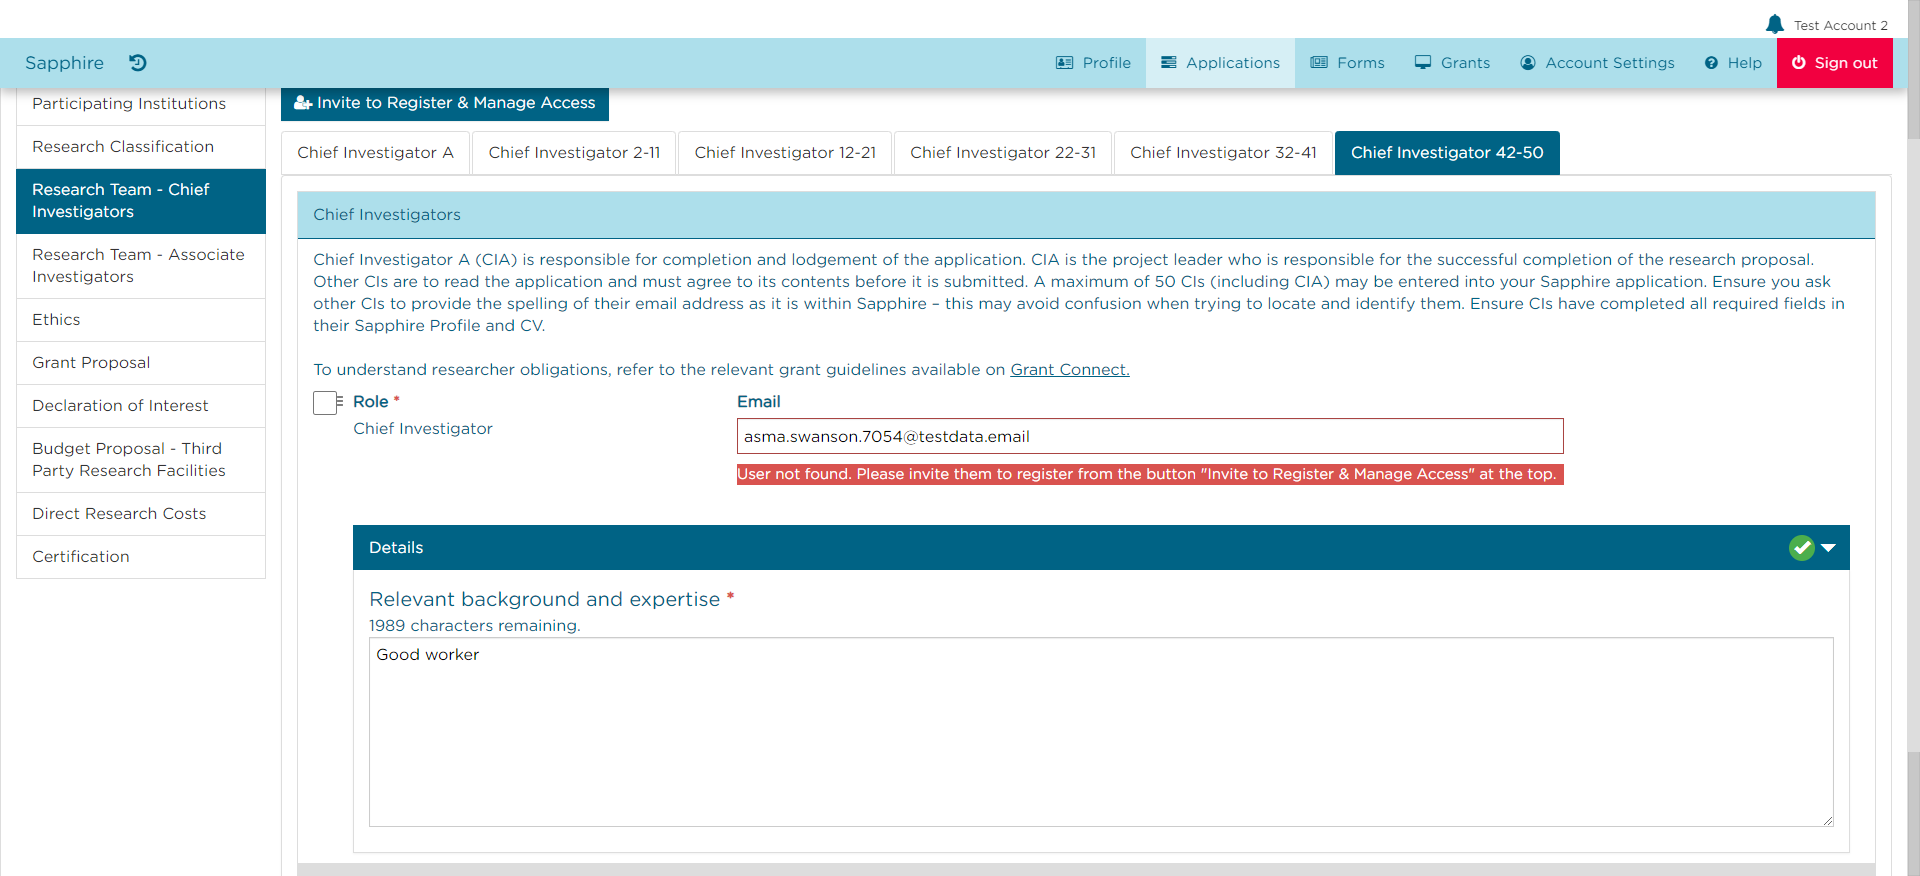 Test Account 2
Sapphire
Profile
Applications
Forms
Grants
Account Settings
Help
Sign out
Participating Institutions
Research Classification
Research Team - Chief
Investigators
Research Team - Associate
Investigators
Ethics
Grant Proposal
Declaration of Interest
Budget Proposal - Third
Party Research Facilities
Direct Research Costs
Certification
Invite to Register & Manage Access
Chief Investigator A
Chief Investigator 2-11
Chief Investigator 12-21
Chief Investigator 22-31
Chief Investigator 32-41
Chief Investigator 42-50
Chief Investigators
Chief Investigator A (CIA) is responsible for completion and lodgement of the application. CIA is the project leader who is responsible for the successful completion of the research proposal.
Other CIs are to read the application and must agree to its contents before it is submitted. A maximum of 50 CIs (including CIA) may be entered into your Sapphire application. Ensure you ask
other CIs to provide the spelling of their email address as it is within Sapphire – this may avoid confusion when trying to locate and identify them. Ensure CIs have completed all required fields in
their Sapphire Profile and CV.
To understand researcher obligations, refer to the relevant grant guidelines available on Grant Connect.
Role *
Chief Investigator
Email
asma.swanson.7054@testdata.email
User not found. Please invite them to register from the button "Invite to Register & Manage Access" at the top.
Details
Relevant background and expertise *
1989 characters remaining.
Good worker